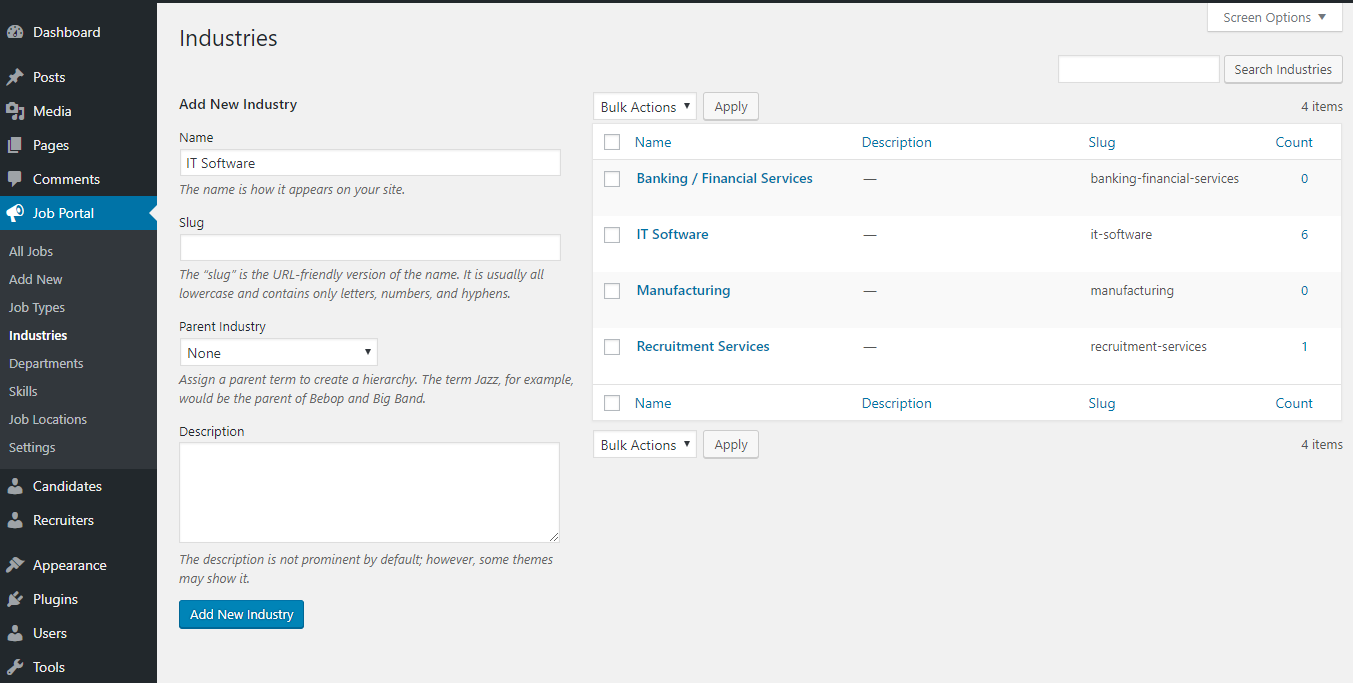 Dashboard
Posts
Media
Pages
Comments
Job Portal
All Jobs
Add New
Job Types
Industries
Departments
Skills
Job Locations
Settings
Candidates
Recruiters
Appearance
Plugins
Users
Tools
Screen Options
Industries
Search Industries
Add New Industry
Name
IT Software
The name is how it appears on your site.
Slug
The “slug” is the URL-friendly version of the name. It is usually all
lowercase and contains only letters, numbers, and hyphens.
Parent Industry
None
Assign a parent term to create a hierarchy. The term Jazz, for example,
would be the parent of Bebop and Big Band.
Description
The description is not prominent by default; however, some themes
may show it.
Add New Industry
Bulk Actions Apply 4 items
Name Description Slug Count
Banking / Financial Services — banking-financial-services 0
IT Software — it-software 6
Manufacturing — manufacturing 0
Recruitment Services — recruitment-services 1
Name Description Slug Count
Bulk Actions Apply 4 items